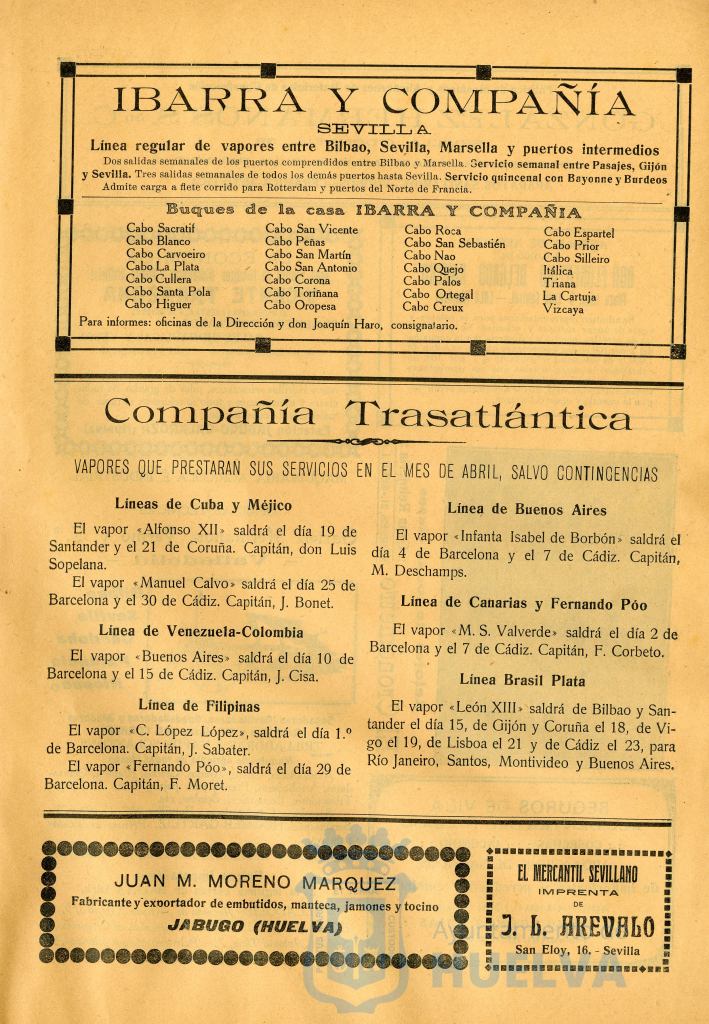 IBARRA Y COMPAÑÍA
SEVILLA
Línea regular de vapores entre Bilbao, Sevilla, Marsella y puertos intermedios
Dos salidas semanales de los puertos comprendidos entre Bilbao y Marsella. Servicio semanal entre Pasajes, Gijón
y Sevilla. Tres salidas semanales de todos los demás puertos hasta Sevilla. Servicio quincenal con Bayonne y Burdeos
Admite carga a flete corrido para Rotterdam y puertos del Norte de Francia.
Buques de la casa IBARRA Y COMPAÑIA
Cabo Sacratif
Cabo Blanco
Cabo Carvoeiro
Cabo La Plata
Cabo Cullera
Cabo Santa Pola
Cabo Higuer
Cabo San Vicente
Cabo Peñas
Cabo San Martín
Cabo San Antonio
Cabo Corona
Cabo Toriñana
Cabo Oropesa
Cabo Roca
Cabo San Sebastién
Cabo Nao
Cabo Quejo
Cabo Palos
Cabo Ortegal
Cabo Creux
Cabo Espartel
Cabo Prior
Cabo Silleiro
Itálica
Triana
La Cartuja
Vizcaya
Para informes: oficinas de la Dirección y don Joaquín Haro, consignatario.
Compañía Trasatlántica
VAPORES QUE PRESTARAN SUS SERVICIOS EN EL MES DE ABRIL, SALVO CONTINGENCIAS
Líneas de Cuba y Méjico
El vapor «Alfonso XII» saldrá el día 19 de
Santander y el 21 de Coruña. Capitán, don Luis
Sopelana.
El vapor «Manuel Calvo» saldrá el día 25 de
Barcelona y el 30 de Cádiz. Capitán, J. Bonet.
Línea de Venezuela-Colombia
El vapor «Buenos Aires» saldrá el día 10 de
Barcelona y el 15 de Cádiz. Capitán, J. Cisa.
Línea de Filipinas
El vapor «C. López López», saldrá el día 1.º
de Barcelona. Capitán, J. Sabater.
El vapor «Fernando Póo», saldrá el día 29 de
Barcelona. Capitán, F. Moret.
Línea de Buenos Aires
El vapor «Infanta Isabel de Borbón» saldrá el
día 4 de Barcelona y el 7 de Cádiz. Capitán,
M. Deschamps.
Línea de Canarias y Fernando Póo
El vapor «M. S. Valverde» saldrá el día 2 de
Barcelona y el 7 de Cádiz. Capitán, F. Corbeto.
Línea Brasil Plata
El vapor «León XIII» saldrá de Bilbao y San-
tander el día 15, de Gijón y Coruña el 18, de Vi-
go el 19, de Lisboa el 21 y de Cádiz el 23, para
Río Janeiro, Santos, Montivideo y Buenos Aires.
JUAN M. MORENO MARQUEZ
Fabricante y exportador de embutidos, manteca, jamones y tocino
JABUGO (HUELVA)
EL MERCANTIL SEVILLANO
IMPRENTA
DE
J. L. AREVALO
San Eloy, 16. - Sevilla
HUELVA